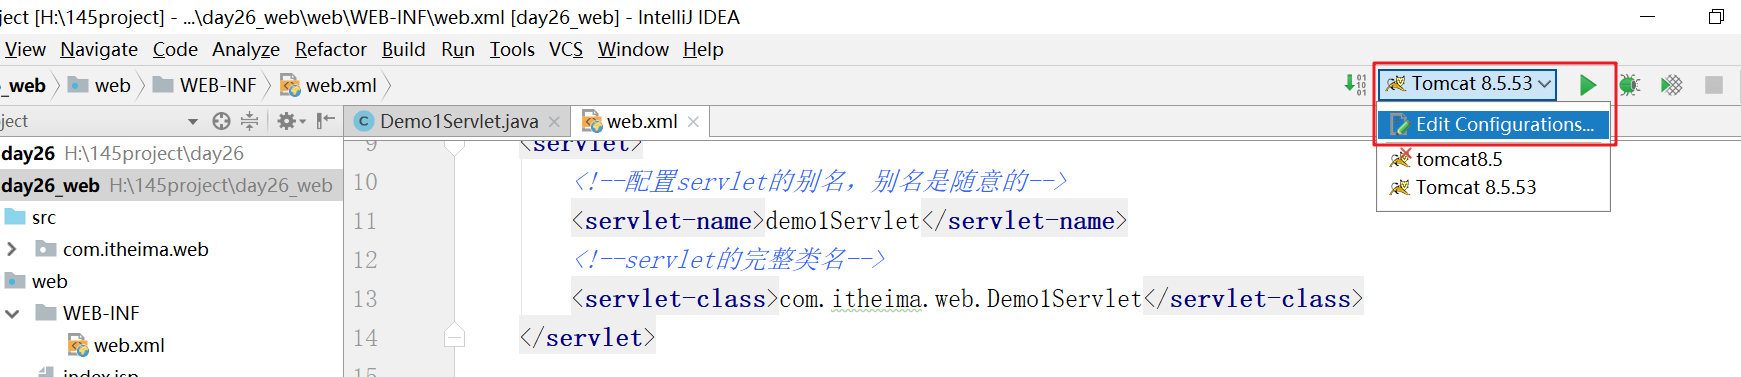 ject [H:\145project] - ...\day26_web\web\WEB-INF\web.xml [day26_web] - IntelliJ IDEA
View Navigate Code Analyze Refactor Build Run Tools VCS Window Help
_web web WEB-INF web.xml
Tomcat 8.5.53
ject
Demo1Servlet.java web.xml
Edit Configurations...
tomcat8.5
Tomcat 8.5.53
day26 H:\145project\day26
day26_web H:\145project\day26_web
src
com.itheima.web
web
WEB-INF
web.xml
index.jsp
9 <servlet>
10 <!--配置servlet的别名，别名是随意的-->
11 <servlet-name>demo1Servlet</servlet-name>
12 <!--servlet的完整类名-->
13 <servlet-class>com.itheima.web.Demo1Servlet</servlet-class>
14 </servlet>
15